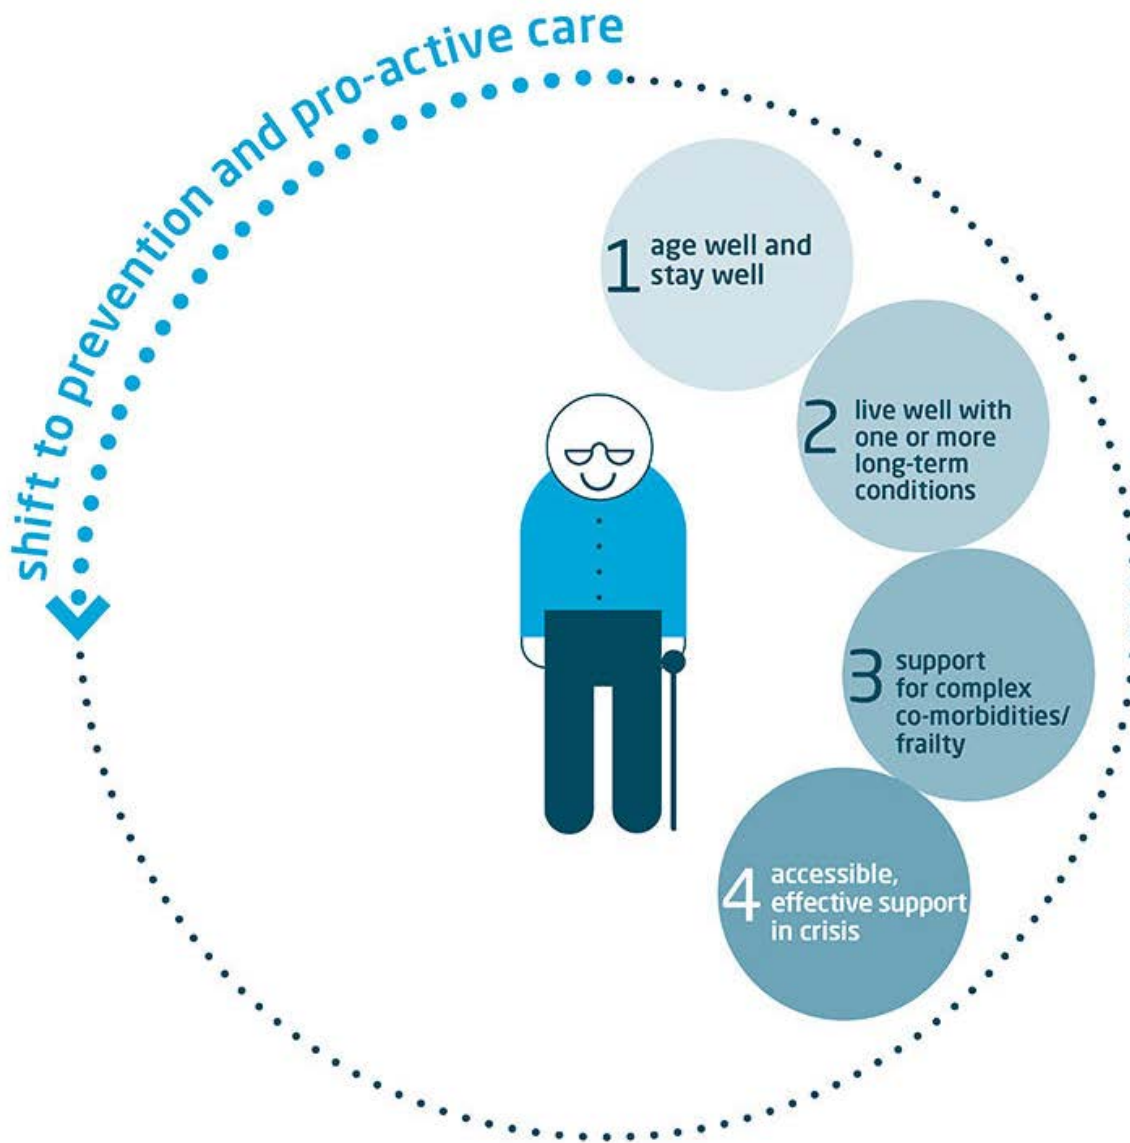 shift to prevention and pro-active care
1 age well and
stay well
2 live well with
one or more
long-term
conditions
3 support
for complex
co-morbidities/
frailty
4 accessible,
effective support
in crisis